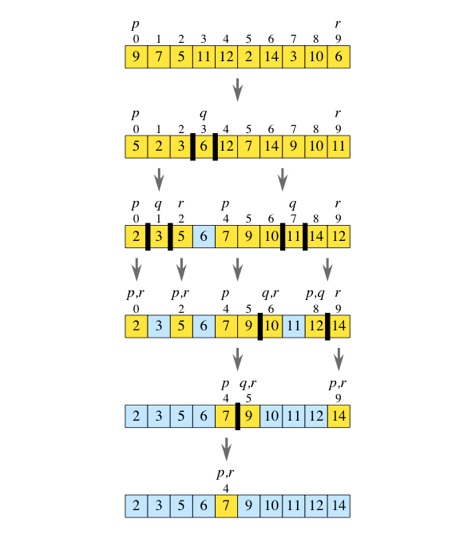 p r
0 1 2 3 4 5 6 7 8 9
9 7 5 11 12 2 14 3 10 6
p q r
0 1 2 3 4 5 6 7 8 9
5 2 3 6 12 7 14 9 10 11
p q r p q r
0 1 2 4 5 6 7 8 9
2 3 5 6 7 9 10 11 14 12
p,r p,r p q,r p,q r
0 2 4 5 6 8 9
2 3 5 6 7 9 10 11 12 14
p q,r p,r
4 5 9
2 3 5 6 7 9 10 11 12 14
p,r
4
2 3 5 6 7 9 10 11 12 14